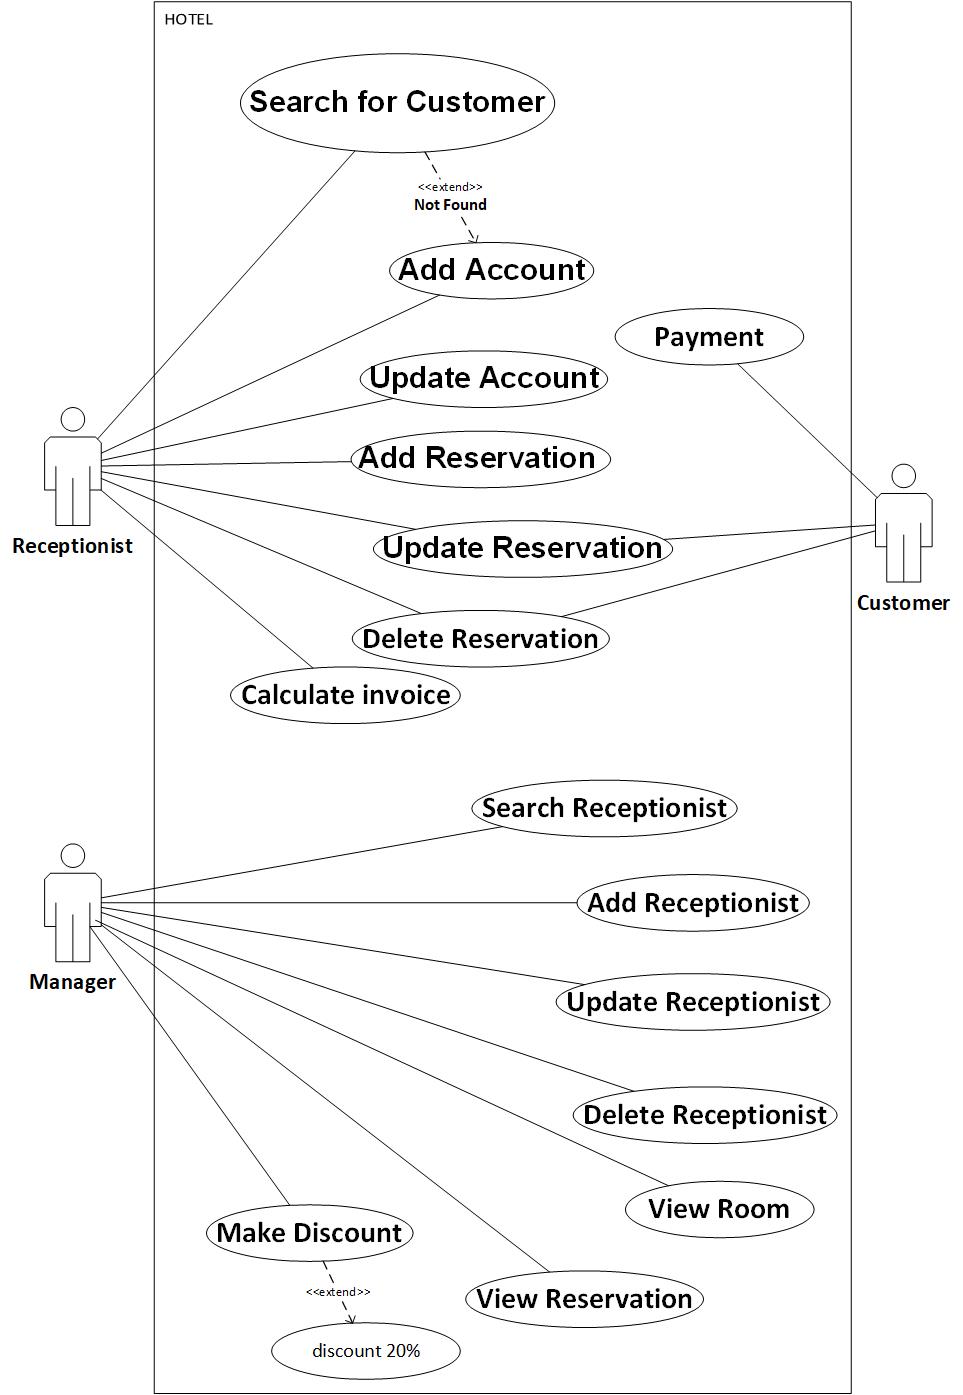 HOTEL
Search for Customer
<<extend>>
Not Found
Add Account
Payment
Update Account
Add Reservation
Receptionist
Update Reservation
Customer
Delete Reservation
Calculate invoice
Search Receptionist
Add Receptionist
Manager
Update Receptionist
Delete Receptionist
View Room
Make Discount
<<extend>>
View Reservation
discount 20%